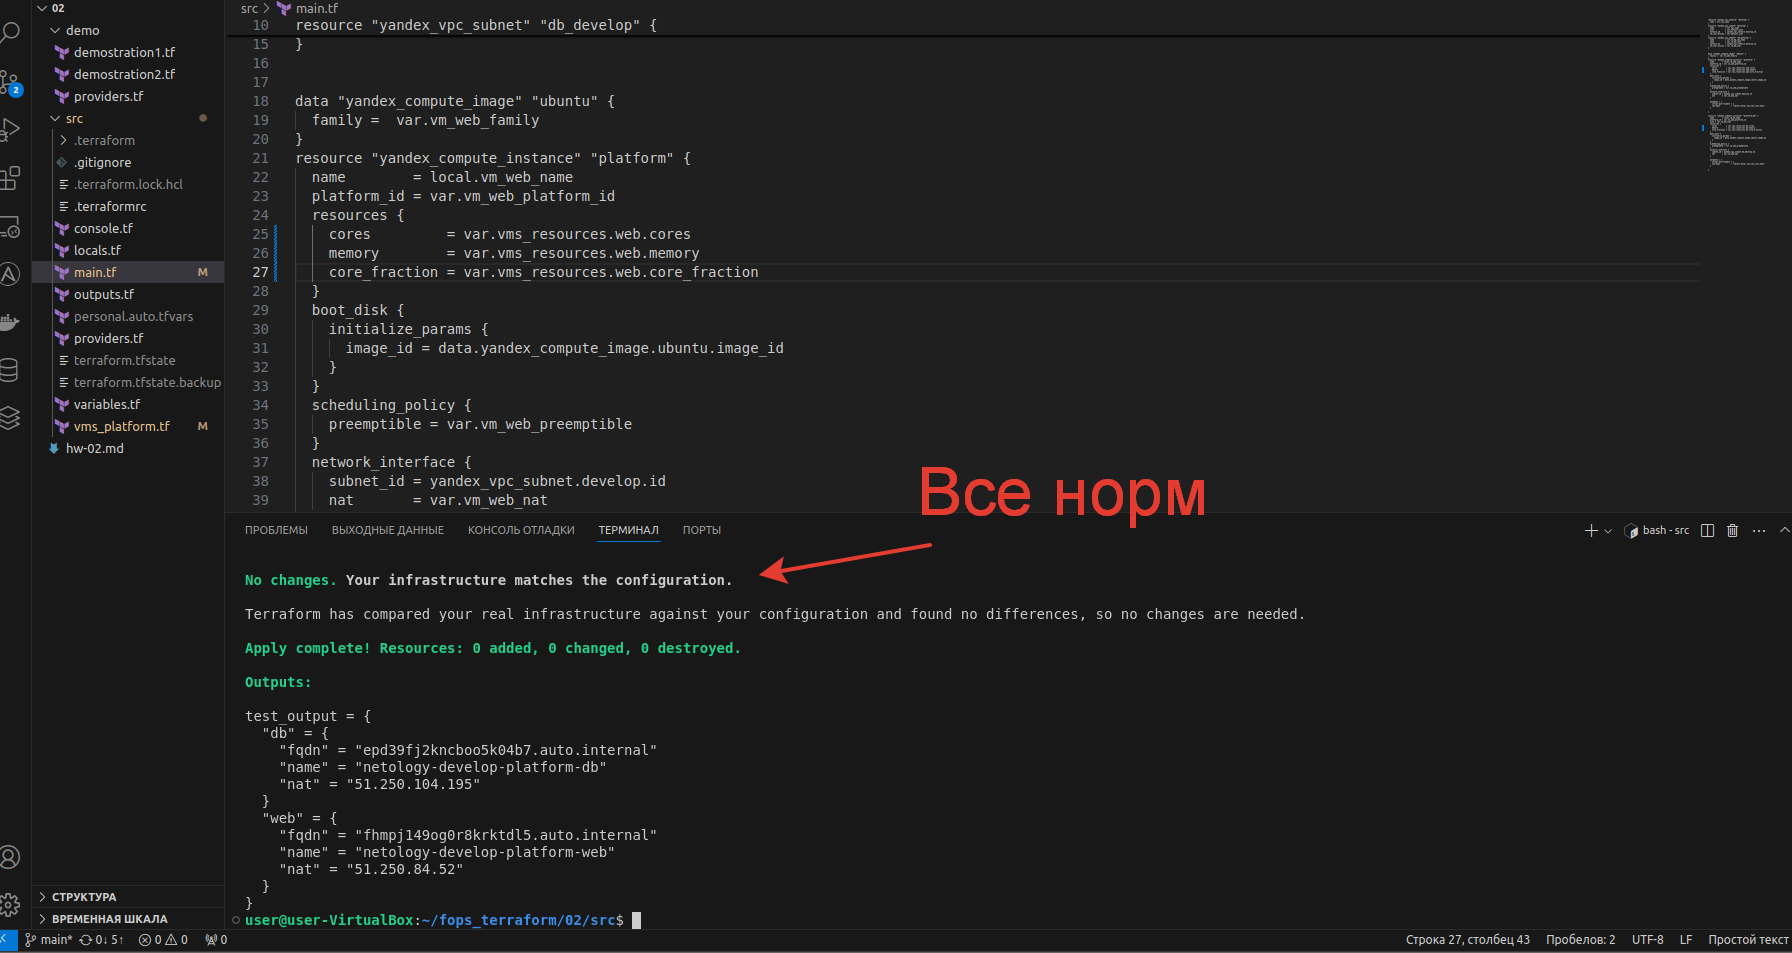 02
demo
demostration1.tf
demostration2.tf
providers.tf
src
.terraform
.gitignore
.terraform.lock.hcl
.terraformrc
console.tf
locals.tf
main.tf M
outputs.tf
personal.auto.tfvars
providers.tf
terraform.tfstate
terraform.tfstate.backup
variables.tf
vms_platform.tf M
hw-02.md
СТРУКТУРА
ВРЕМЕННАЯ ШКАЛА
2
src > main.tf
10 resource "yandex_vpc_subnet" "db_develop" {
15 }
16
17
18 data "yandex_compute_image" "ubuntu" {
19 family =  var.vm_web_family
20 }
21 resource "yandex_compute_instance" "platform" {
22 name        = local.vm_web_name
23 platform_id = var.vm_web_platform_id
24 resources {
25 cores         = var.vms_resources.web.cores
26 memory        = var.vms_resources.web.memory
27 core_fraction = var.vms_resources.web.core_fraction
28 }
29 boot_disk {
30 initialize_params {
31 image_id = data.yandex_compute_image.ubuntu.image_id
32 }
33 }
34 scheduling_policy {
35 preemptible = var.vm_web_preemptible
36 }
37 network_interface {
38 subnet_id = yandex_vpc_subnet.develop.id
39 nat       = var.vm_web_nat
Все норм
ПРОБЛЕМЫ ВЫХОДНЫЕ ДАННЫЕ КОНСОЛЬ ОТЛАДКИ ТЕРМИНАЛ ПОРТЫ
bash - src
No changes. Your infrastructure matches the configuration.
Terraform has compared your real infrastructure against your configuration and found no differences, so no changes are needed.
Apply complete! Resources: 0 added, 0 changed, 0 destroyed.
Outputs:
test_output = {
"db" = {
"fqdn" = "epd39fj2kncboo5k04b7.auto.internal"
"name" = "netology-develop-platform-db"
"nat" = "51.250.104.195"
}
"web" = {
"fqdn" = "fhmpj149og0r8krktdl5.auto.internal"
"name" = "netology-develop-platform-web"
"nat" = "51.250.84.52"
}
}
user@user-VirtualBox:~/fops_terraform/02/src$
main* 0↓ 5↑ 0 0 0
Строка 27, столбец 43 Пробелов: 2 UTF-8 LF Простой текст